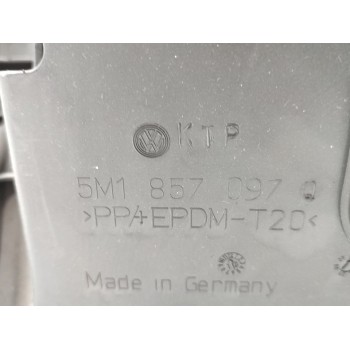 KTP
5M1 857 097 Q
>PP+EPDM-T20<
Made in Germany